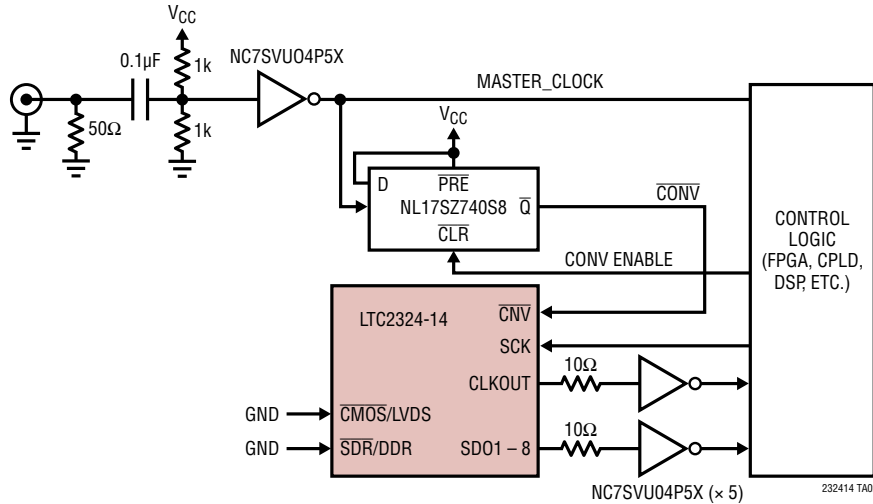 VCC
0.1µF
1k
NC7SVUO4P5X
MASTER_CLOCK
50Ω
1k
VCC
D
PRE
NL17SZ740S8
Q
CLR
CONV
CONV ENABLE
CONTROL
LOGIC
(FPGA, CPLD,
DSP, ETC.)
LTC2324-14
CNV
SCK
CLKOUT
10Ω
GND
CMOS/LVDS
GND
SDR/DDR
SDO1 – 8
10Ω
NC7SVU04P5X (× 5)
232414 TA0